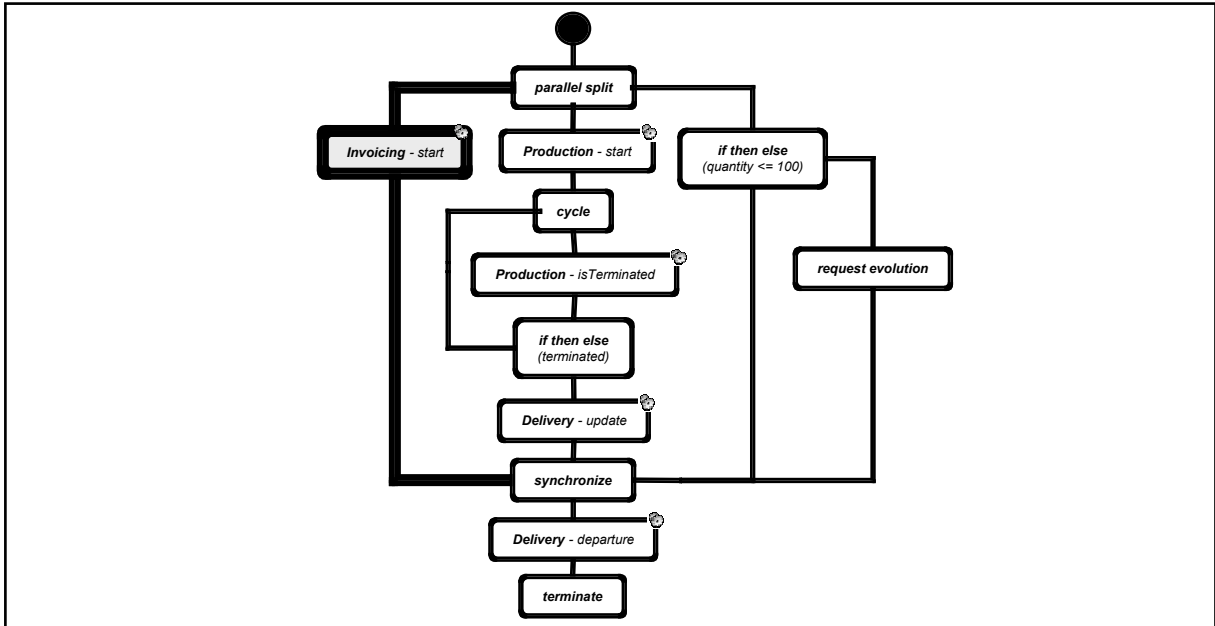 parallel split
Invoicing - start
Production - start
if then else
(quantity <= 100)
cycle
Production - isTerminated
request evolution
if then else
(terminated)
Delivery - update
synchronize
Delivery - departure
terminate